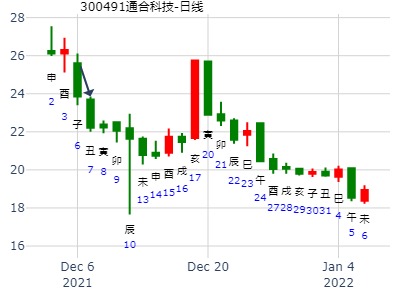 300491通合科技-日线
28
26
24
22
20
18
16
申
2
酉
3
子
6
丑
7
寅
8
卯
9
辰
10
未
13
申
14
酉
15
戌
16
亥
17
寅
20
卯
21
辰
22
巳
23
午
24
酉
27
戌
28
亥
29
子
30
丑
31
巳
4
午
5
未
6
Dec 6
2021
Dec 20
Jan 4
2022